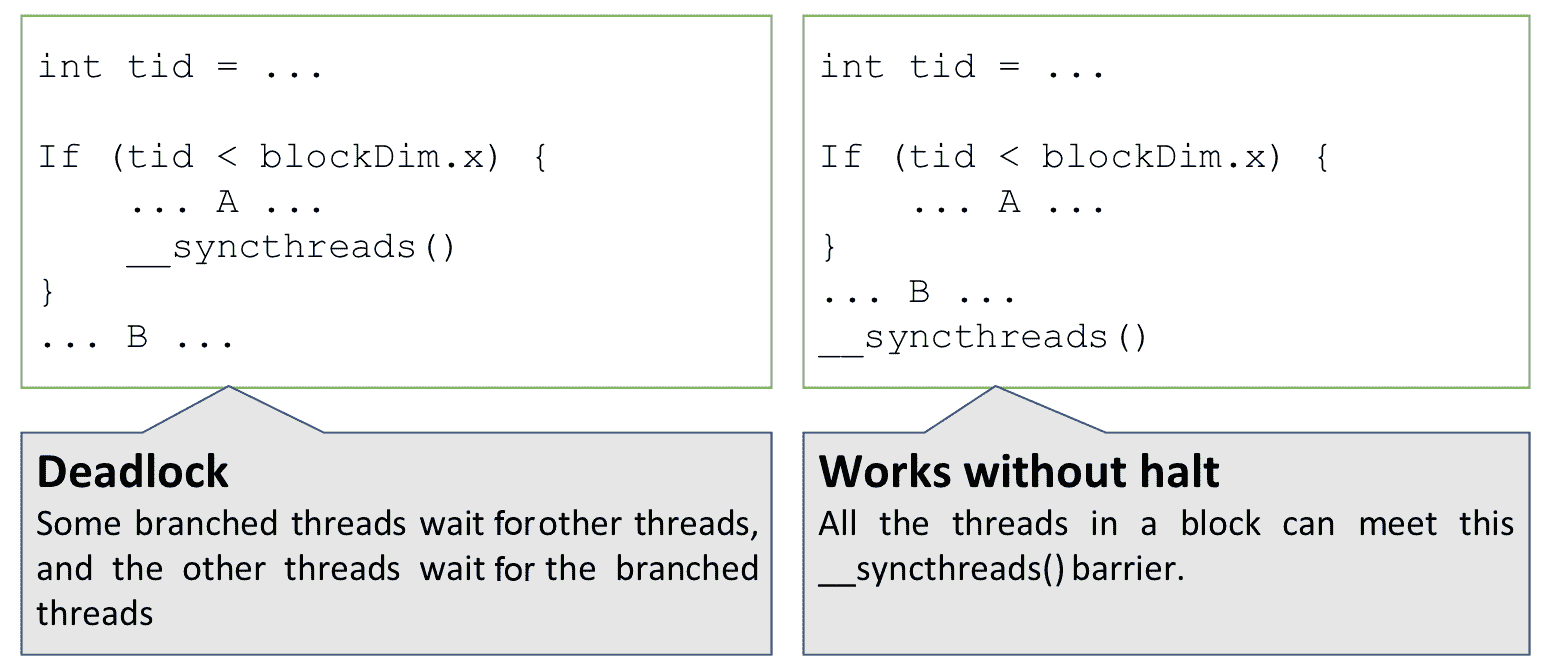 int tid = ...
If (tid < blockDim.x) {
... A ...
__syncthreads()
}
... B ...
Deadlock
Some branched threads wait for other threads,
and the other threads wait for the branched
threads
int tid = ...
If (tid < blockDim.x) {
... A ...
}
... B ...
__syncthreads()
Works without halt
All the threads in a block can meet this
__syncthreads() barrier.